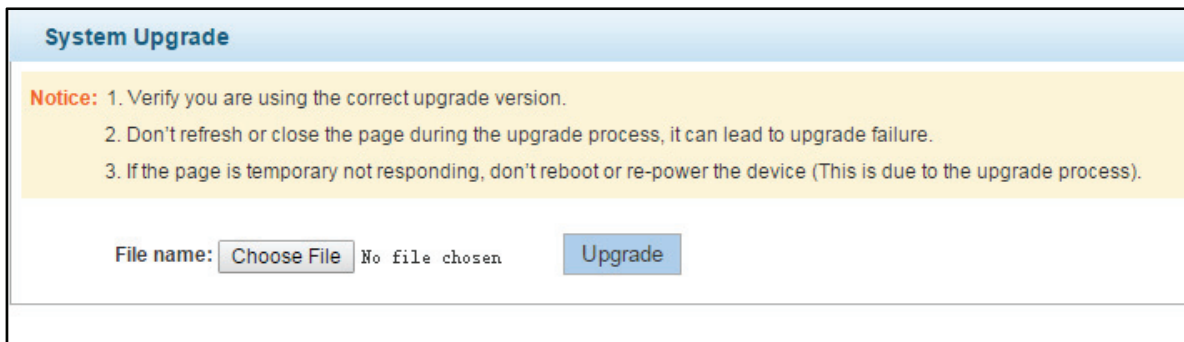 System Upgrade
Notice: 1. Verify you are using the correct upgrade version.
2. Don't refresh or close the page during the upgrade process, it can lead to upgrade failure.
3. If the page is temporary not responding, don't reboot or re-power the device (This is due to the upgrade process).
File name: Choose File No file chosen Upgrade